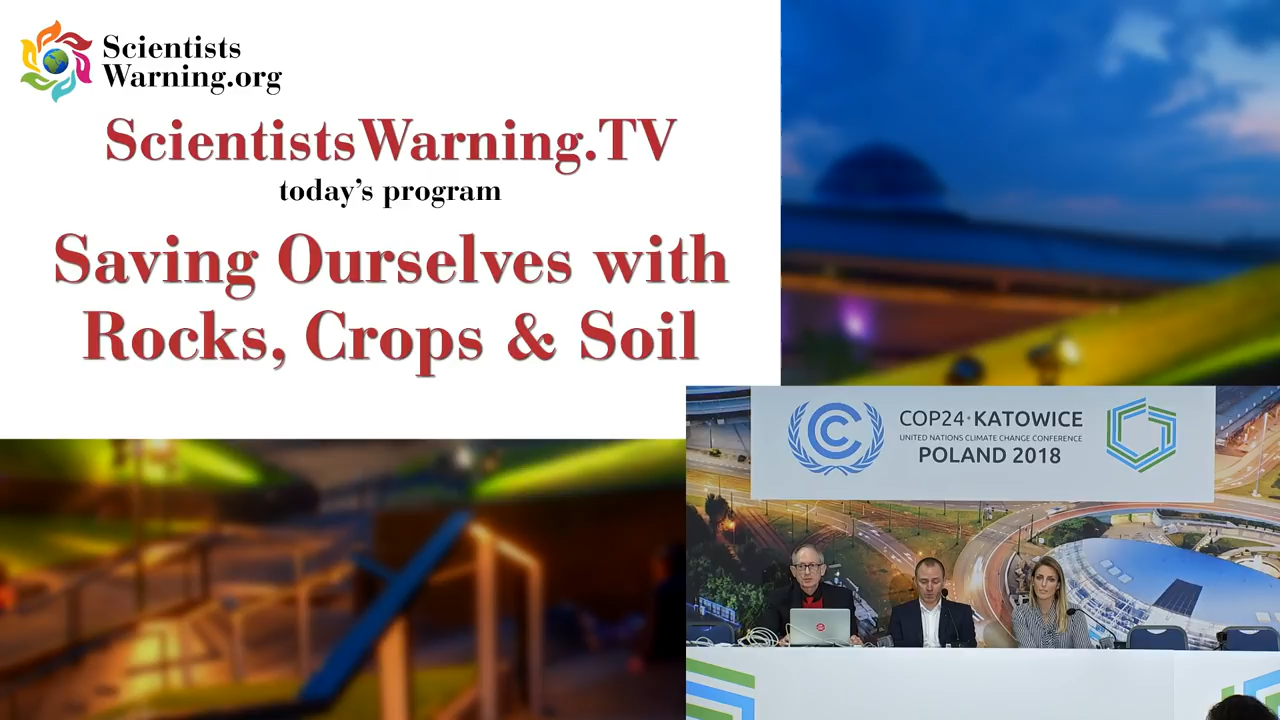 Scientists
Warning.org
ScientistsWarning.TV
today's program
Saving Ourselves with
Rocks, Crops & Soil
COP24·KATOWICE
UNITED NATIONS CLIMATE CHANGE CONFERENCE
POLAND 2018